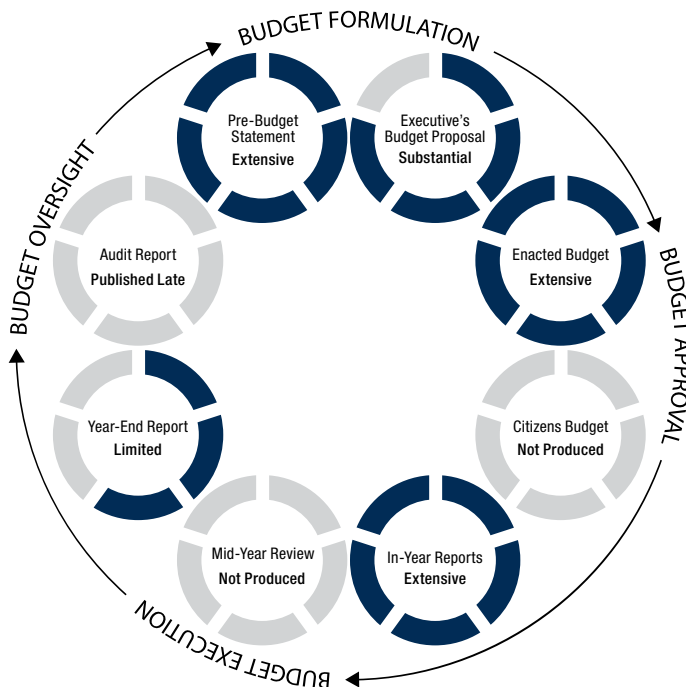 BUDGET FORMULATION
Pre-Budget
Statement
Extensive
Executive’s
Budget Proposal
Substantial
BUDGET APPROVAL
Enacted Budget
Extensive
Citizens Budget
Not Produced
In-Year Reports
Extensive
Mid-Year Review
Not Produced
BUDGET EXECUTION
Year-End Report
Limited
Audit Report
Published Late
BUDGET OVERSIGHT